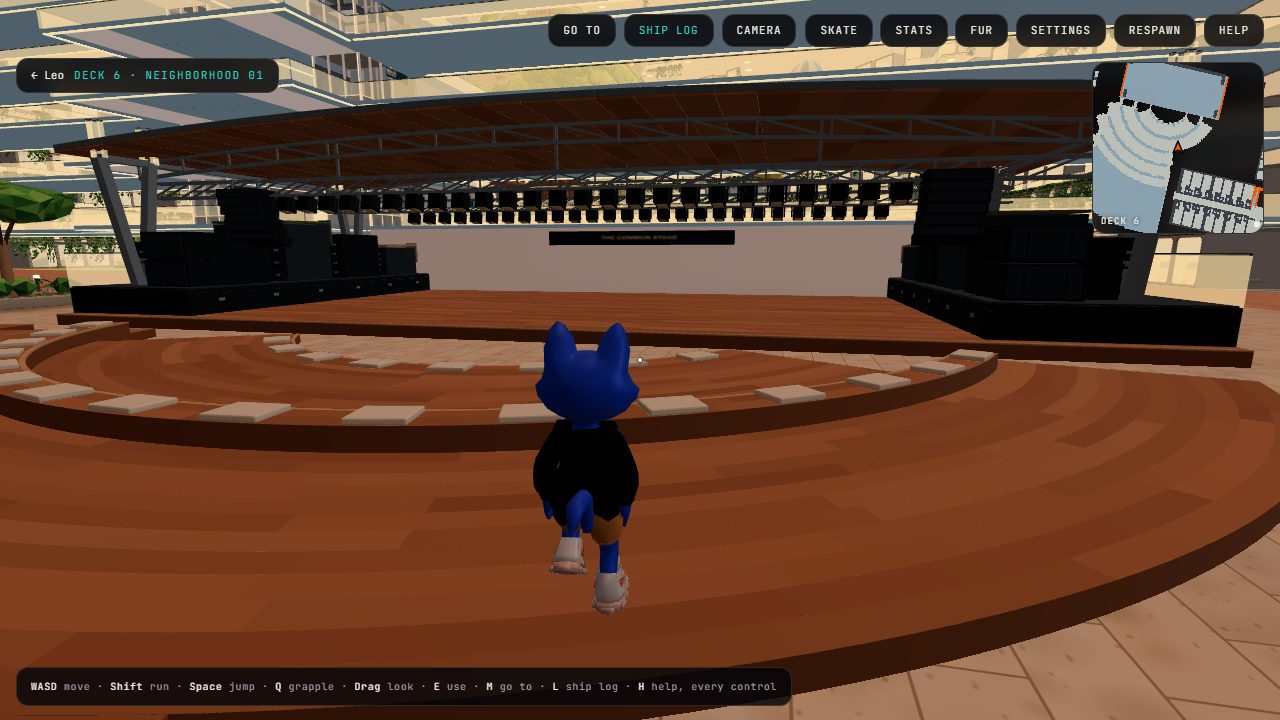 GO TO
SHIP LOG
CAMERA
SKATE
STATS
FUR
SETTINGS
RESPAWN
HELP
← Leo DECK 6 · NEIGHBORHOOD 01
DECK 6
THE COMMON STAGE
WASD move · Shift run · Space jump · Q grapple · Drag look · E use · M go to · L ship log · H help, every control